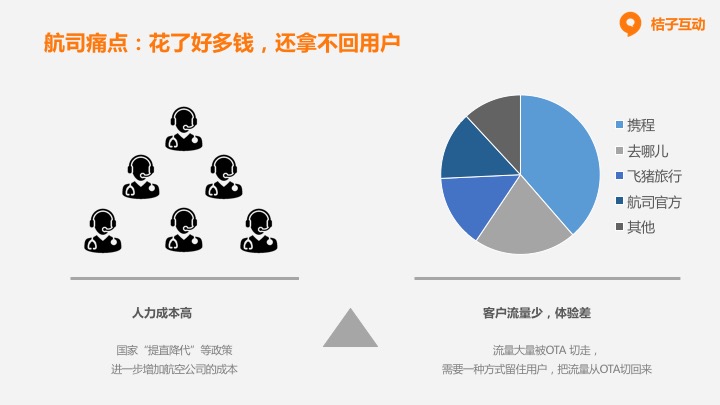 桔子互动
航司痛点：花了好多钱，还拿不回用户
携程
去哪儿
飞猪旅行
航司官方
其他
人力成本高
国家“提直降代”等政策
进一步增加航空公司的成本
客户流量少，体验差
流量大量被OTA 切走，
需要一种方式留住用户，把流量从OTA切回来